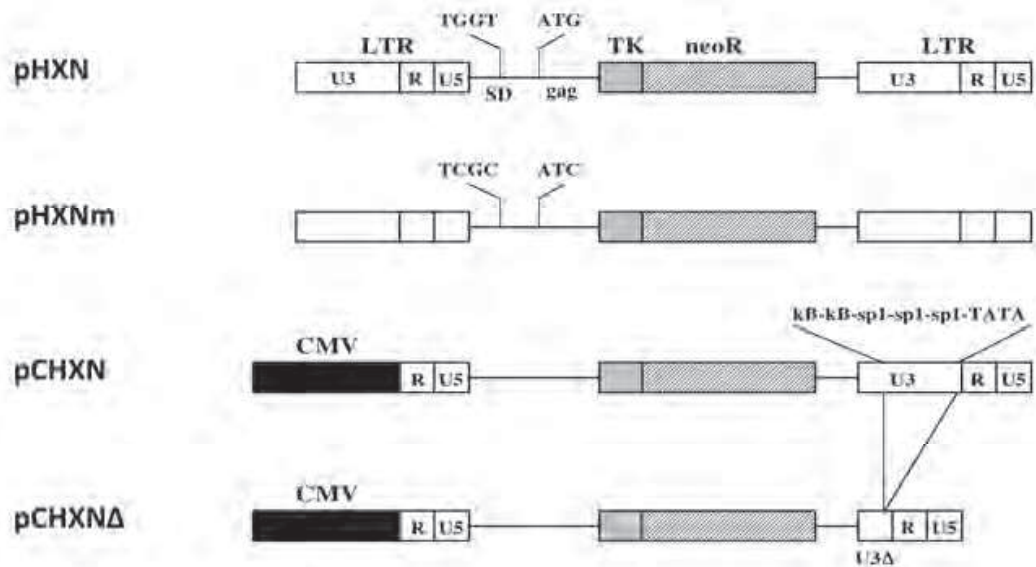 TGGT ATG
LTR TK neoR LTR
pHXN
U3 R U5 U3 R U5
SD gag
TCGC ATC
pHXNm
kB-kB-sp1-sp1-sp1-TATA
CMV
pCHXN
R U5 U3 R U5
CMV
pCHXNΔ
R U5 R U5
U3Δ